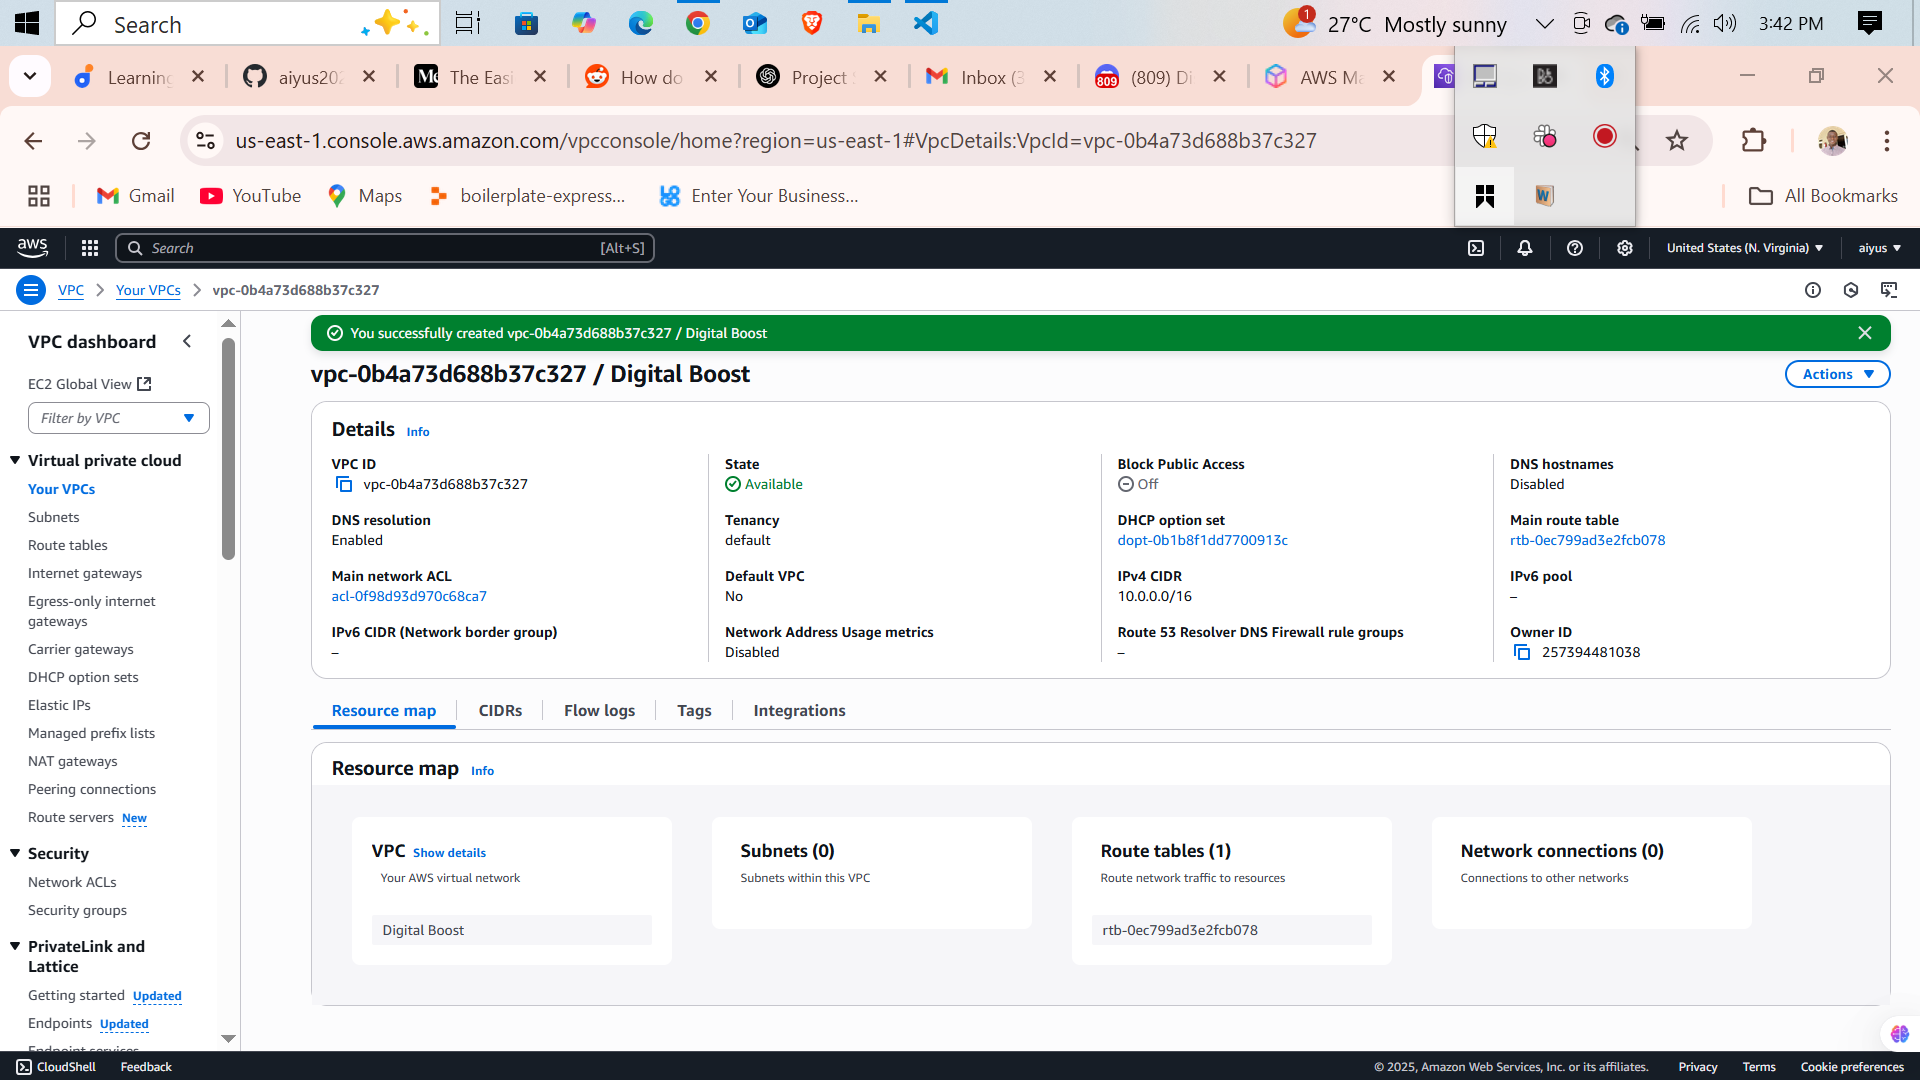 Search
27°C Mostly sunny
3:42 PM
1
Learning
aiyus202
The Easi
How do
Project S
Inbox (3
(809) Di
AWS Ma
us-east-1.console.aws.amazon.com/vpcconsole/home?region=us-east-1#VpcDetails:VpcId=vpc-0b4a73d688b37c327
Gmail
YouTube
Maps
boilerplate-express...
Enter Your Business...
All Bookmarks
aws
Search
[Alt+S]
United States (N. Virginia)
aiyus
VPC
Your VPCs
vpc-0b4a73d688b37c327
VPC dashboard
EC2 Global View
Filter by VPC
Virtual private cloud
Your VPCs
Subnets
Route tables
Internet gateways
Egress-only internet
gateways
Carrier gateways
DHCP option sets
Elastic IPs
Managed prefix lists
NAT gateways
Peering connections
Route servers New
Security
Network ACLs
Security groups
PrivateLink and
Lattice
Getting started Updated
Endpoints Updated
Endpoint services
You successfully created vpc-0b4a73d688b37c327 / Digital Boost
vpc-0b4a73d688b37c327 / Digital Boost
Actions
Details Info
VPC ID
vpc-0b4a73d688b37c327
State
Available
Block Public Access
Off
DNS hostnames
Disabled
DNS resolution
Enabled
Tenancy
default
DHCP option set
dopt-0b1b8f1dd7700913c
Main route table
rtb-0ec799ad3e2fcb078
Main network ACL
acl-0f98d93d970c68ca7
Default VPC
No
IPv4 CIDR
10.0.0.0/16
IPv6 pool
–
IPv6 CIDR (Network border group)
–
Network Address Usage metrics
Disabled
Route 53 Resolver DNS Firewall rule groups
–
Owner ID
257394481038
Resource map
CIDRs
Flow logs
Tags
Integrations
Resource map Info
VPC Show details
Your AWS virtual network
Digital Boost
Subnets (0)
Subnets within this VPC
Route tables (1)
Route network traffic to resources
rtb-0ec799ad3e2fcb078
Network connections (0)
Connections to other networks
CloudShell
Feedback
© 2025, Amazon Web Services, Inc. or its affiliates.
Privacy
Terms
Cookie preferences